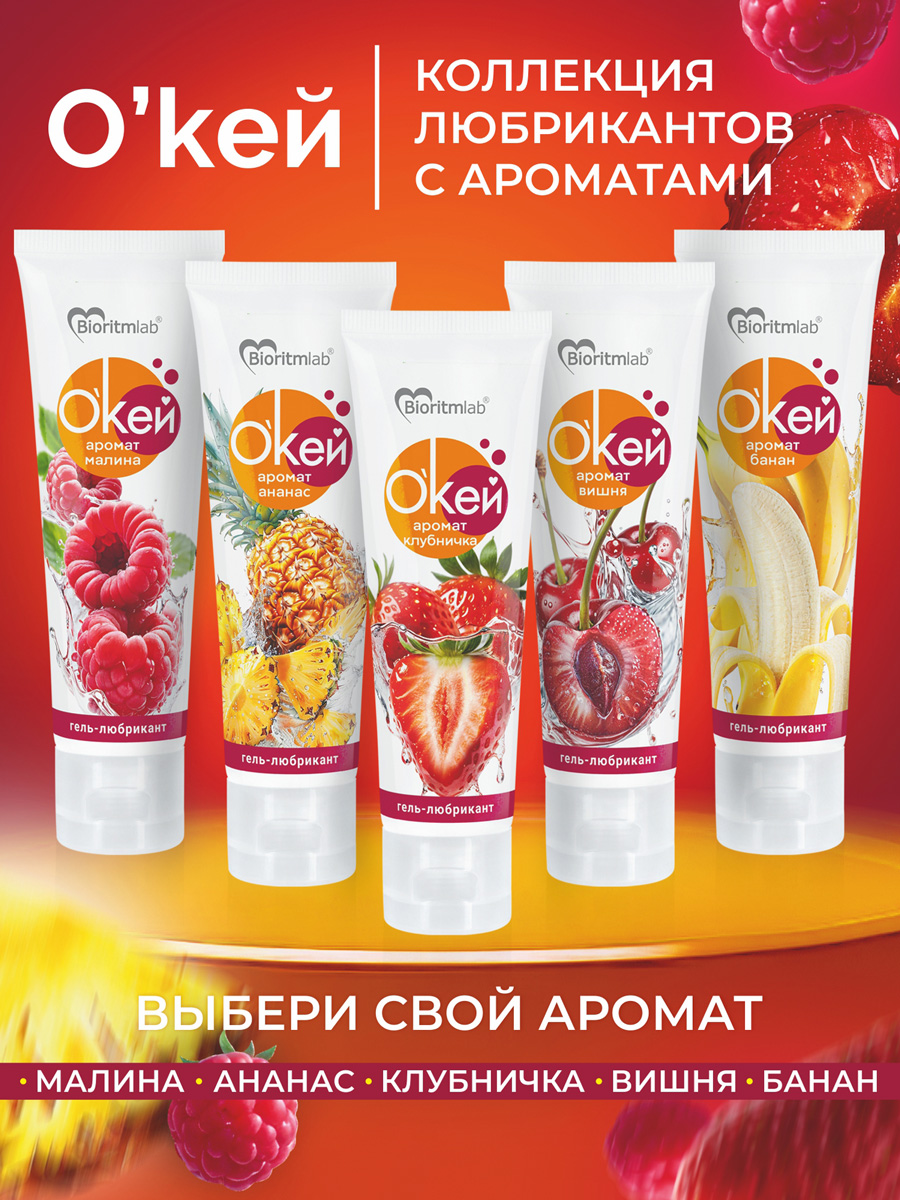 O'кей
КОЛЛЕКЦИЯ
ЛЮБРИКАНТОВ
С АРОМАТАМИ
Bioritmlab®
O'кей
аромат
малина
гель-любрикант
Bioritmlab®
O'кей
аромат
ананас
гель-любрикант
Bioritmlab®
O'кей
аромат
клубничка
гель-любрикант
Bioritmlab®
O'кей
аромат
вишня
гель-любрикант
Bioritmlab®
O'кей
аромат
банан
гель-любрикант
ВЫБЕРИ СВОЙ АРОМАТ
• МАЛИНА • АНАНАС • КЛУБНИЧКА • ВИШНЯ • БАНАН